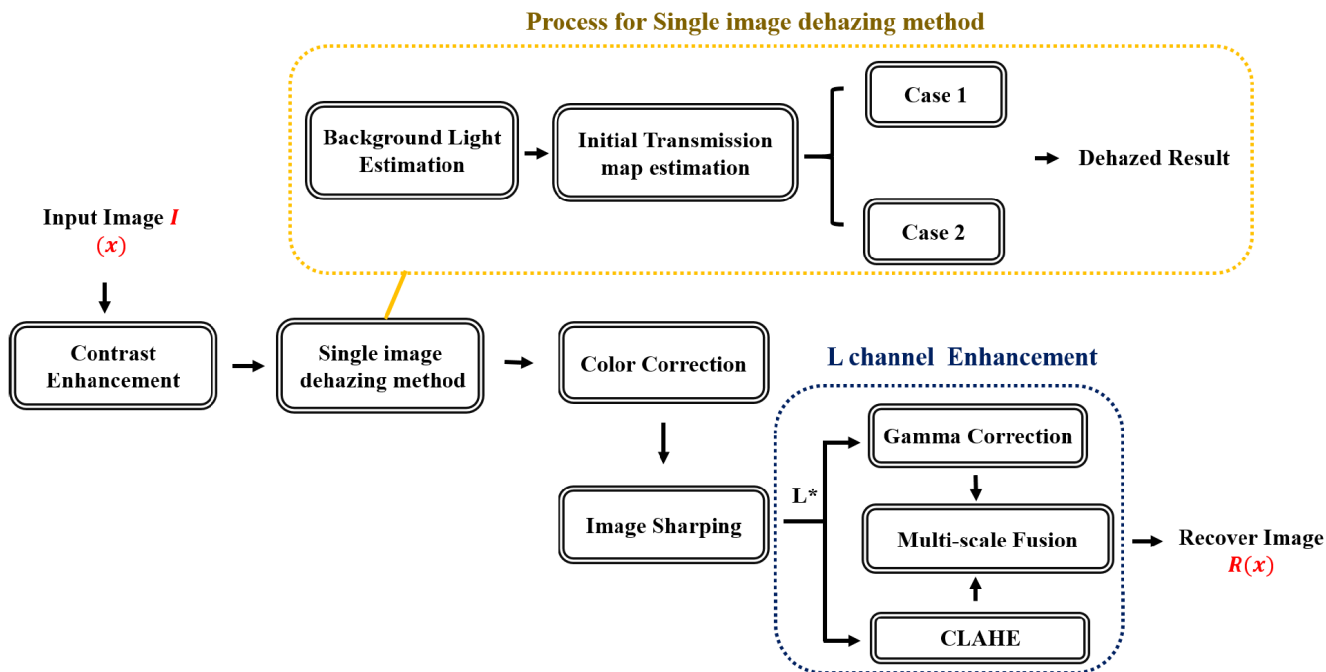 Process for Single image dehazing method
Case 1
Background Light
Estimation
Initial Transmission
map estimation
Dehazed Result
Case 2
Input Image I
(x)
Contrast
Enhancement
Single image
dehazing method
Color Correction
L channel Enhancement
Gamma Correction
L*
Image Sharping
Multi-scale Fusion
Recover Image
R(x)
CLAHE